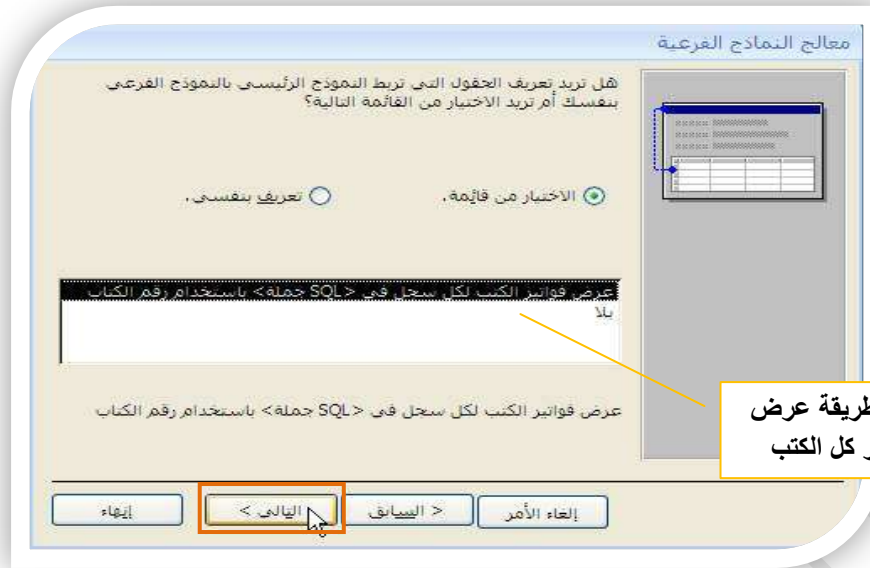 معالج النماذج الفرعية
هل تريد تعريف الحقول التي تربط النموذج الرئيسي بالنموذج الفرعي
بنفسك أم تريد الاختيار من القائمة التالية؟
الاختيار من قائمة. تعريف بنفسي.
عرض فواتير الكتب لكل سجل في <SQL جملة> باستخدام رقم الكتاب
بلا
عرض فواتير الكتب لكل سجل في <SQL جملة> باستخدام رقم الكتاب
طريقة عرض
كل الكتب
إلغاء الأمر < السابق التالي > إنهاء